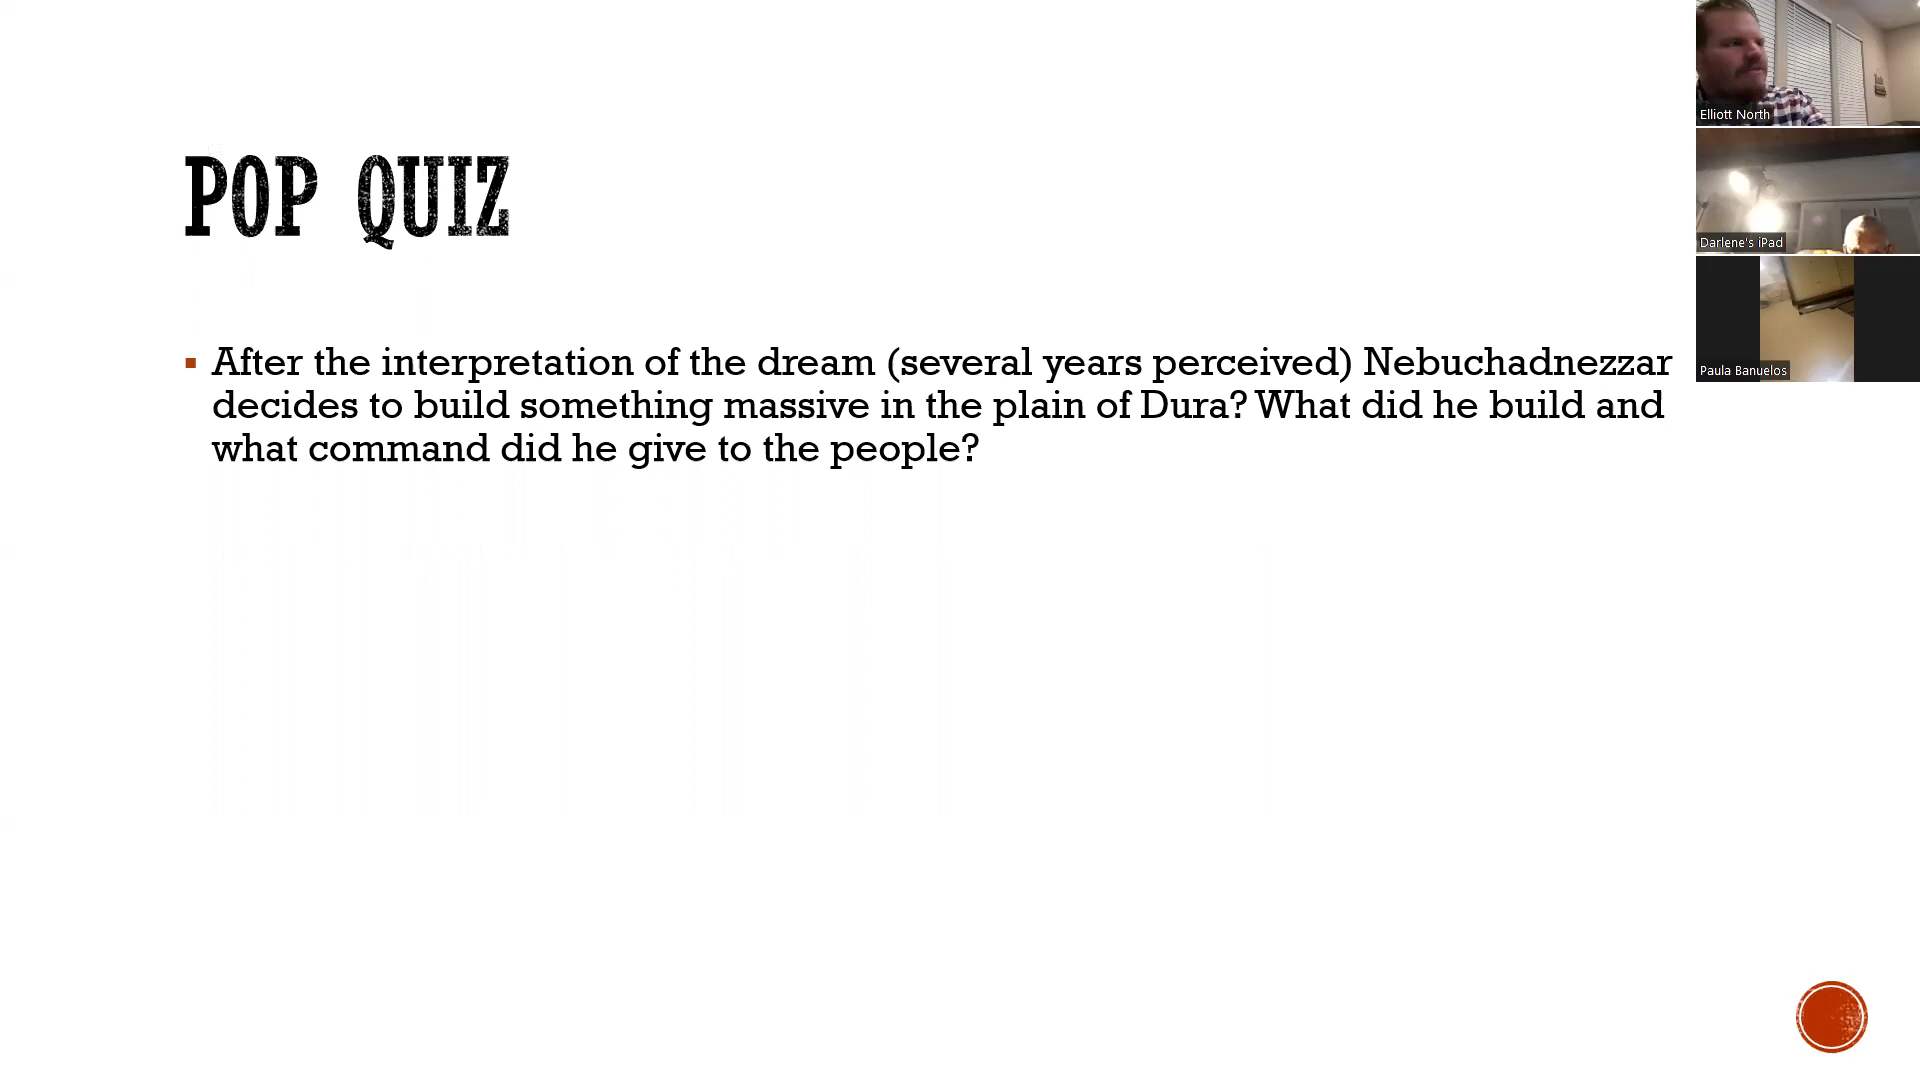 POP QUIZ
After the interpretation of the dream (several years perceived) Nebuchadnezzar
decides to build something massive in the plain of Dura? What did he build and
what command did he give to the people?
Elliott North
Darlene's iPad
Paula Banuelos